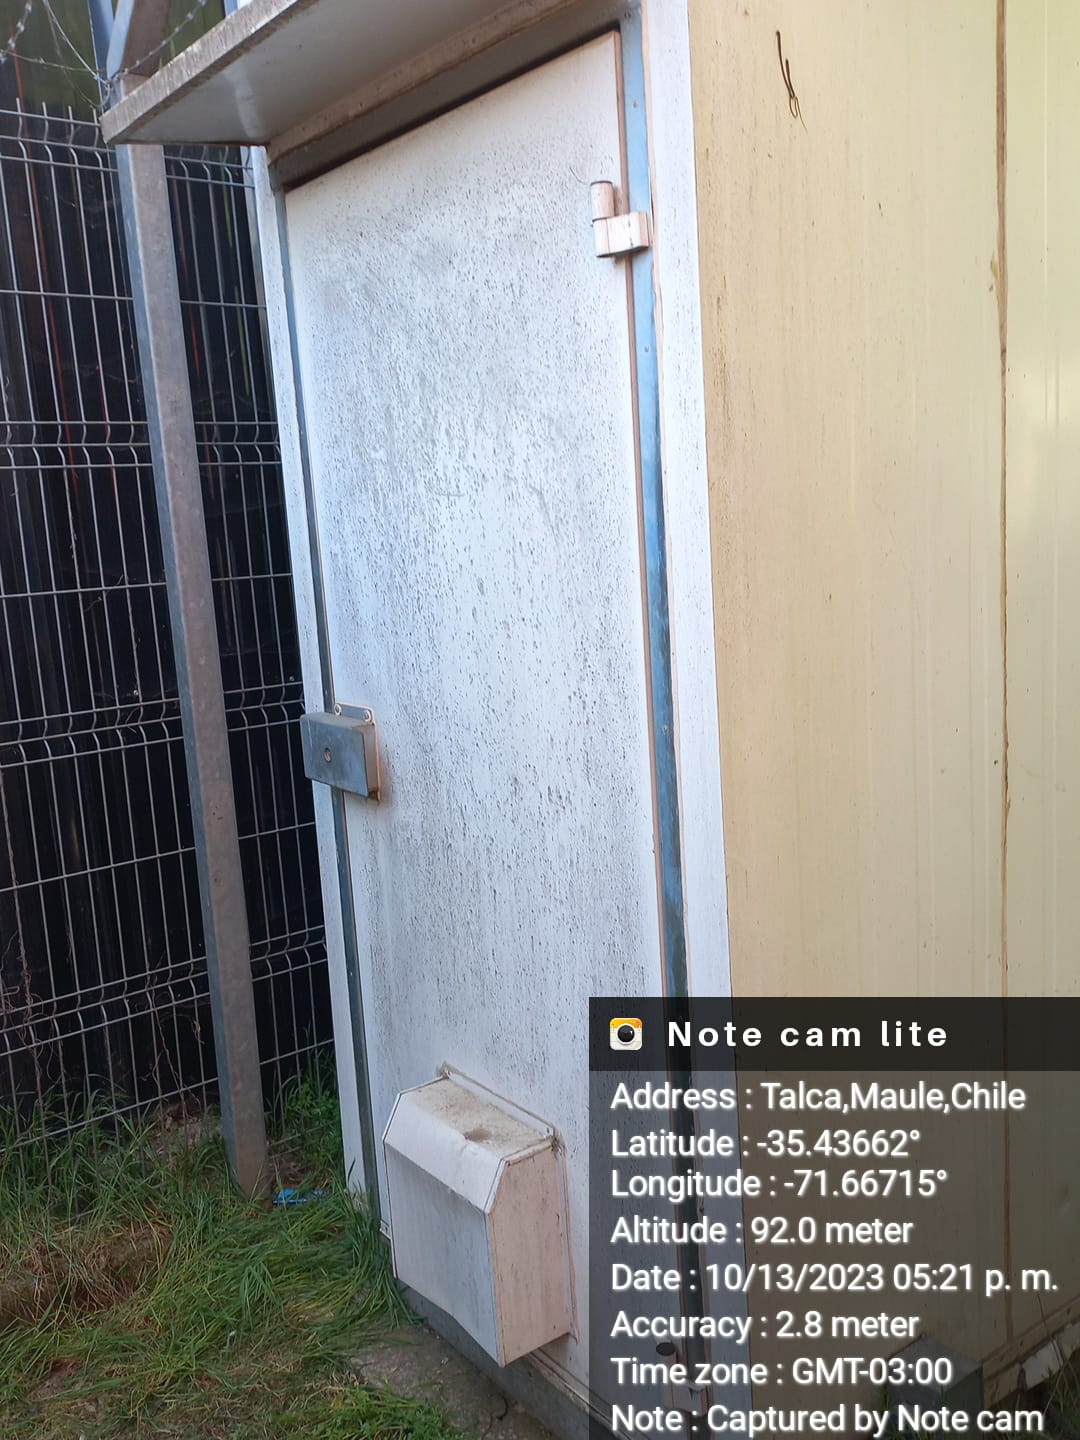 Note cam lite
Address : Talca,Maule,Chile
Latitude : -35.43662°
Longitude : -71.66715°
Altitude : 92.0 meter
Date : 10/13/2023 05:21 p. m.
Accuracy : 2.8 meter
Time zone : GMT-03:00
Note : Captured by Note cam